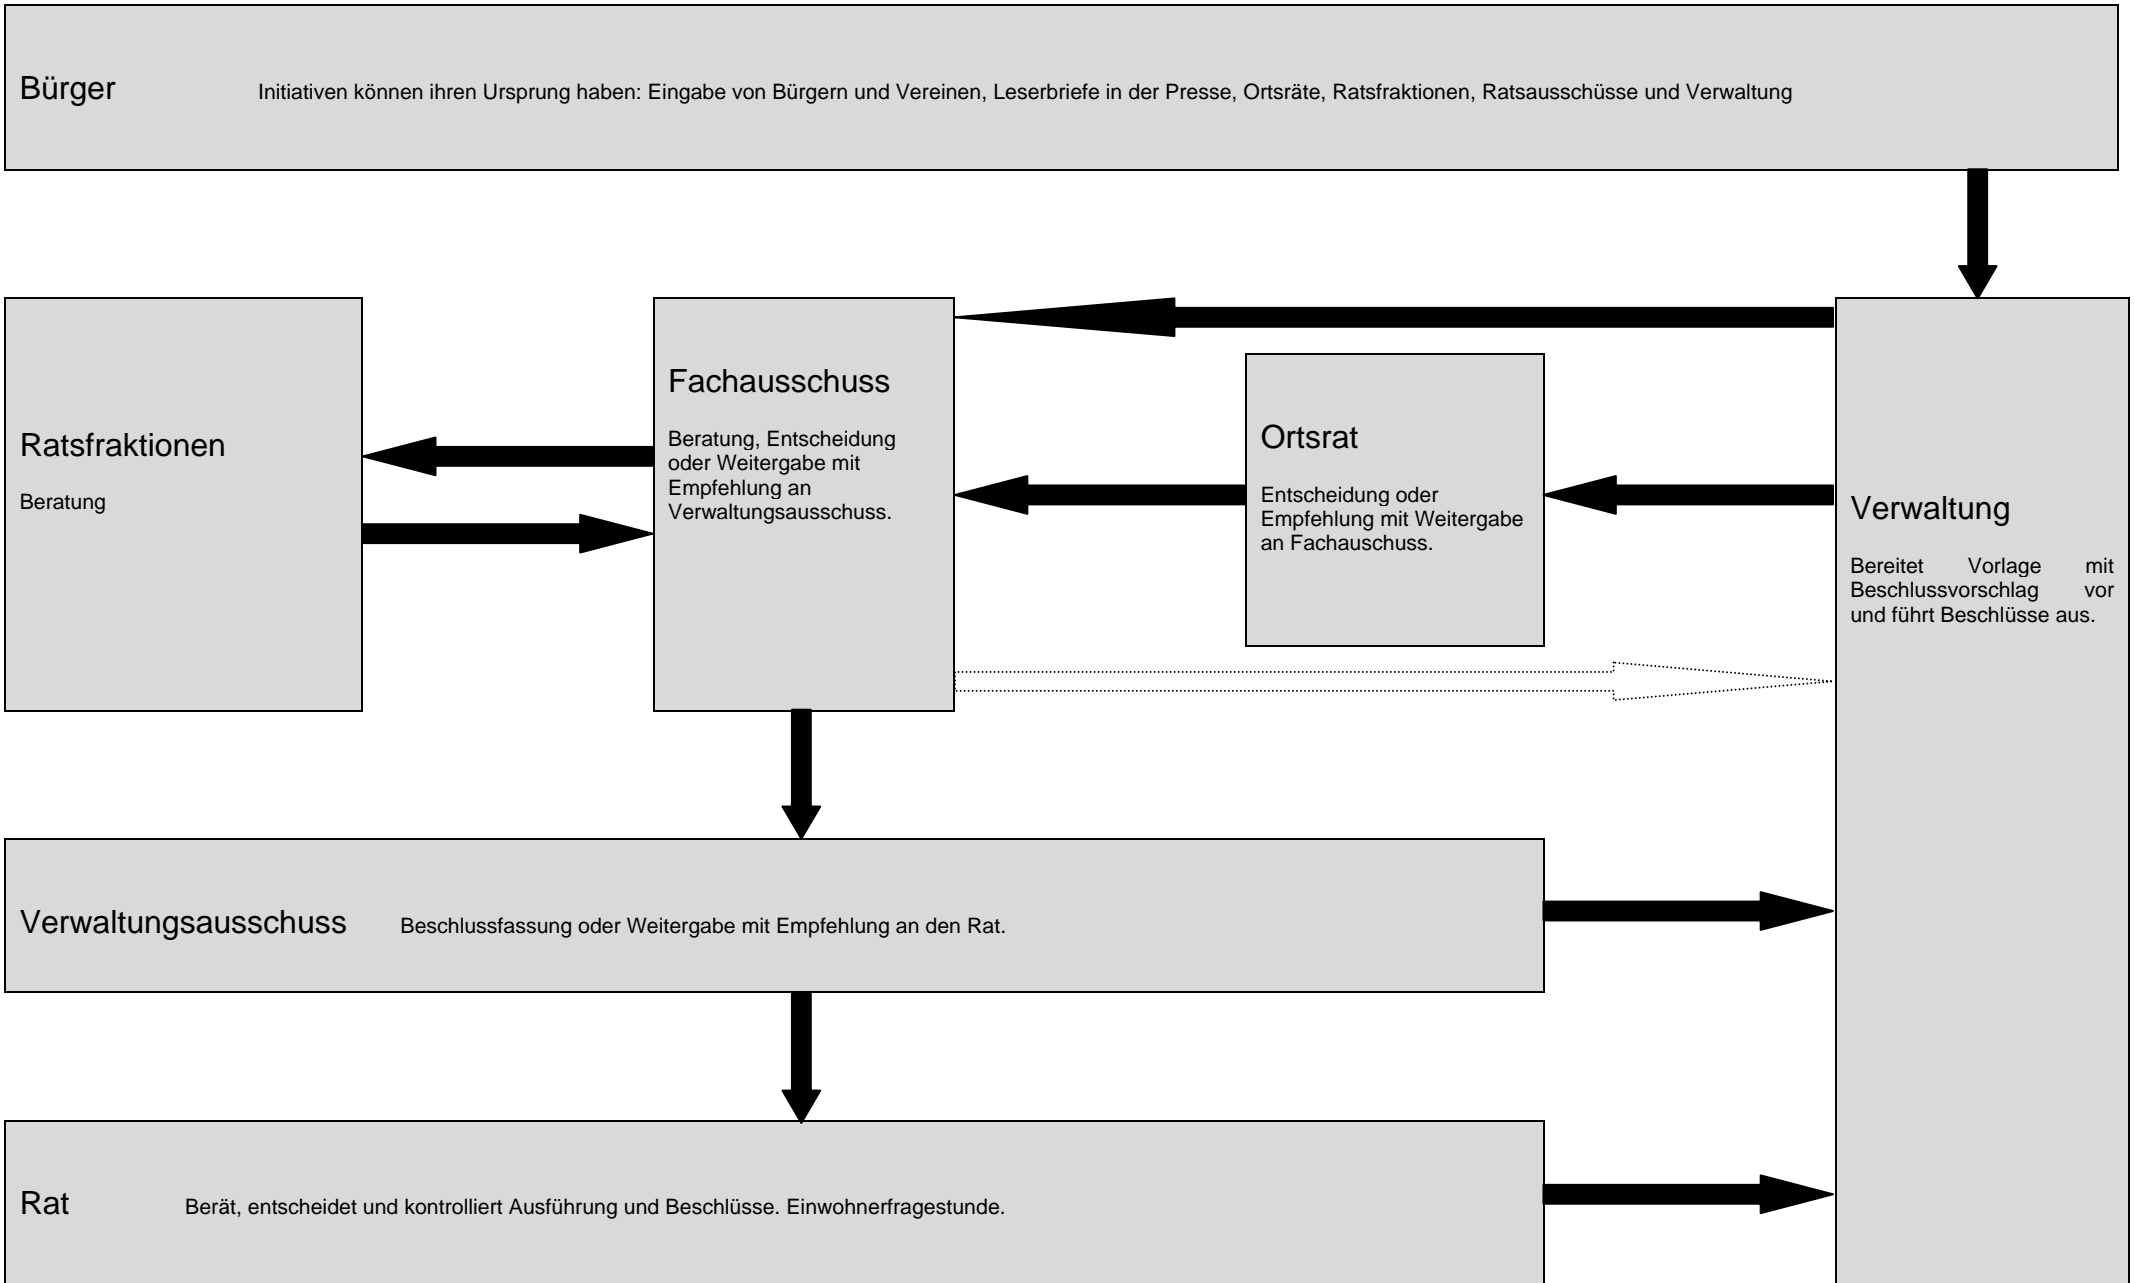 Bürger
Initiativen können ihren Ursprung haben: Eingabe von Bürgern und Vereinen, Leserbriefe in der Presse, Ortsräte, Ratsfraktionen, Ratsausschüsse und Verwaltung
Ratsfraktionen
Beratung
Fachausschuss
Beratung, Entscheidung
oder Weitergabe mit
Empfehlung an
Verwaltungsausschuss.
Ortsrat
Entscheidung oder
Empfehlung mit Weitergabe
an Fachauschuss.
Verwaltung
Bereitet Vorlage mit
Beschlussvorschlag vor
und führt Beschlüsse aus.
Verwaltungsausschuss
Beschlussfassung oder Weitergabe mit Empfehlung an den Rat.
Rat
Berät, entscheidet und kontrolliert Ausführung und Beschlüsse. Einwohnerfragestunde.